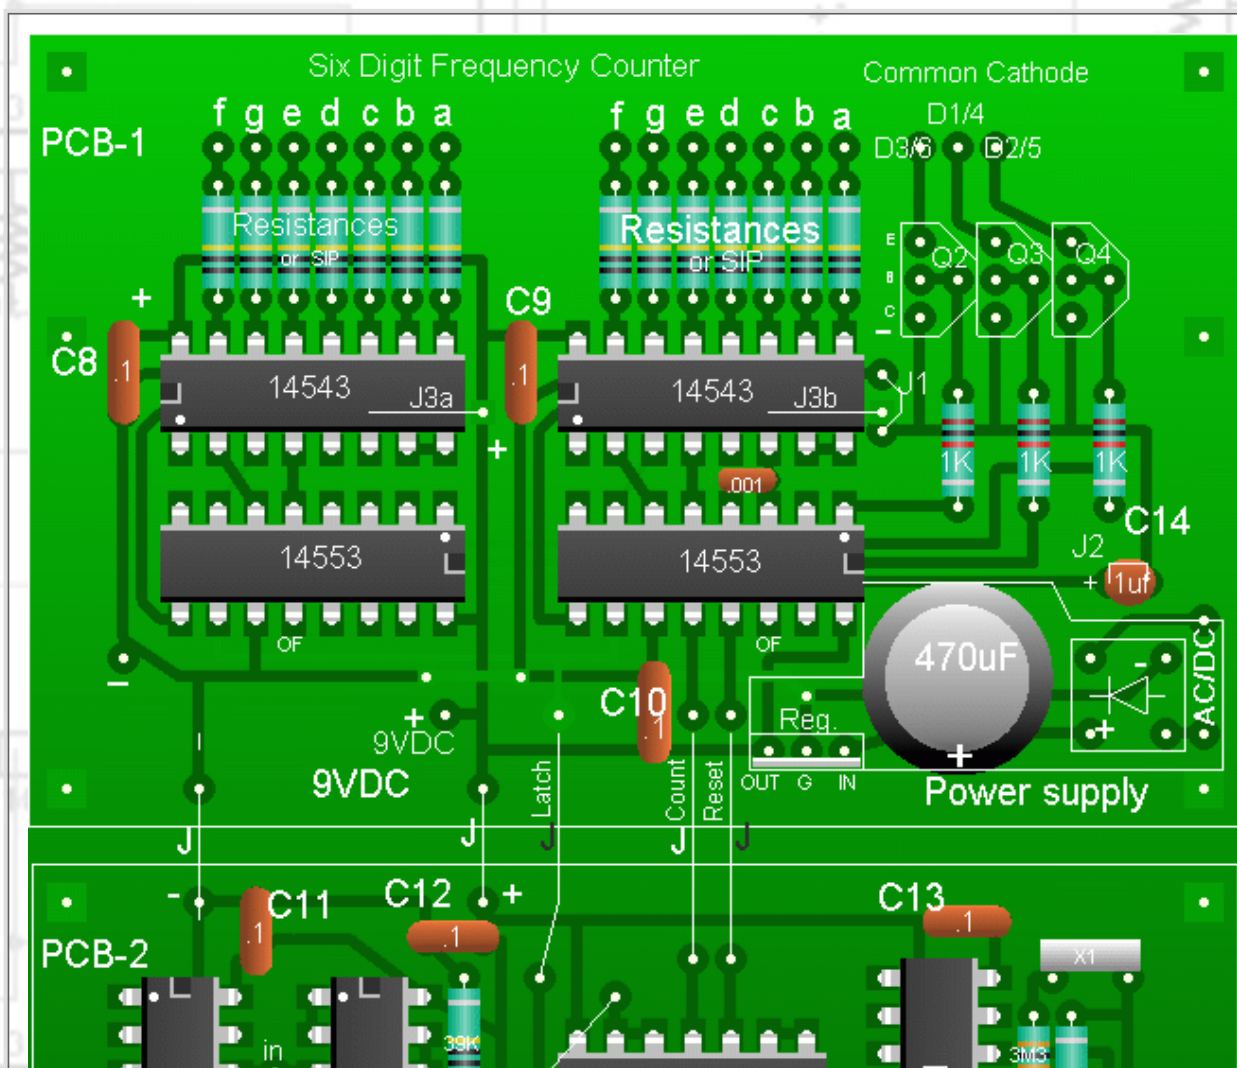 Six Digit Frequency Counter
Common Cathode
f g e d c b a
f g e d c b a
D1/4
PCB-1
D3/6 D2/5
Resistances
or SIP
Resistances
or SIP
E
B
C
Q2 Q3 Q4
+
C9
C8
.1
.1
14543
J3a
14543
J3b
J1
+
1K 1K 1K
.001
C14
14553
14553
J2
+
1uf
OF
OF
470uF
-
AC/DC
C10
.1
+
9VDC
Reg.
+
+
9VDC
Latch
Count
Reset
OUT G IN
Power supply
J J J J J
-
C11
C12
+
C13
.1
.1
.1
PCB-2
X1
in
39K
3M3